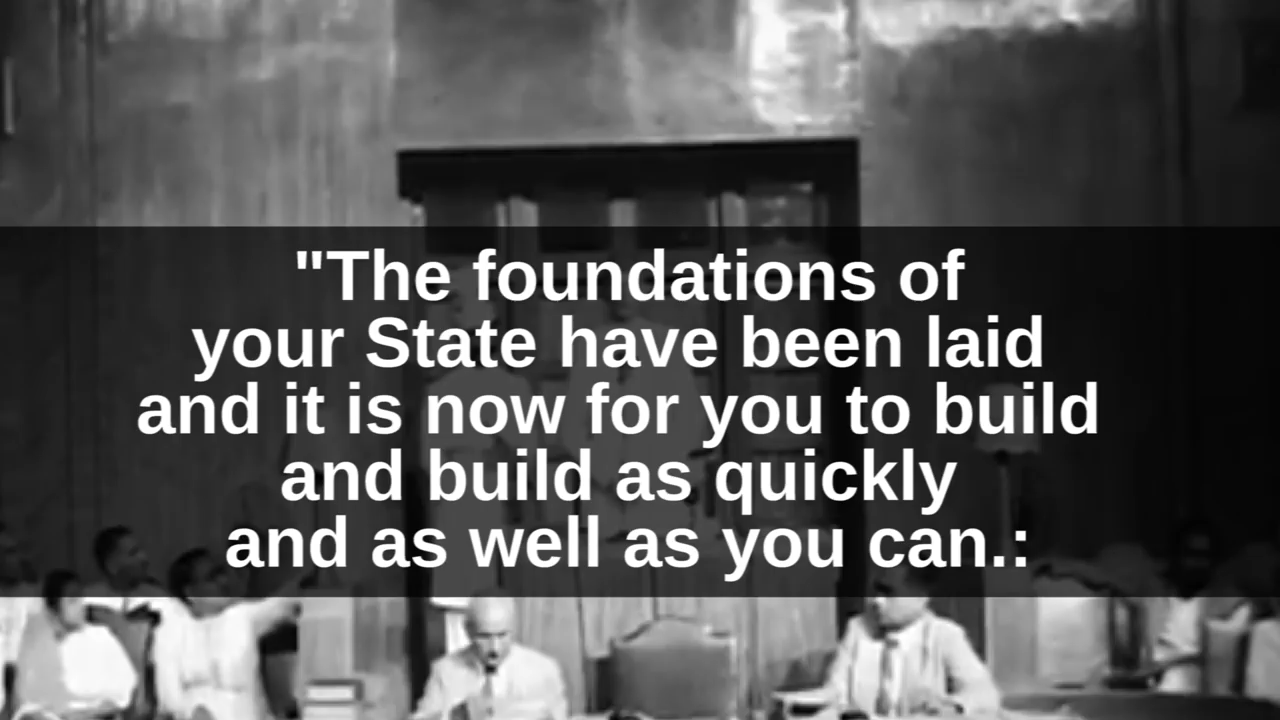 "The foundations of
your State have been laid
and it is now for you to build
and build as quickly
and as well as you can.: